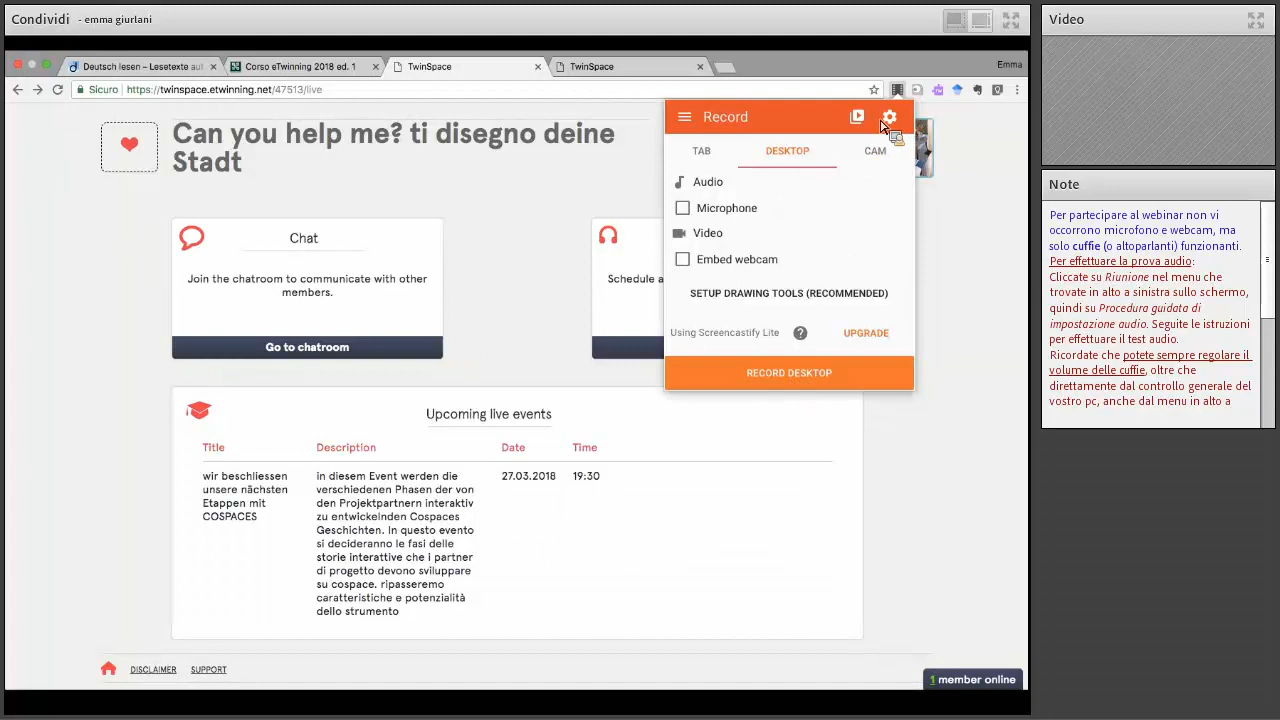 Condividi - emma giurlani
Deutsch lesen – Lesetexte auf
Corso eTwinning 2018 ed. 1
TwinSpace
TwinSpace
Emma
Sicuro
https://twinspace.etwinning.net/47513/live
Can you help me? ti disegno deine
Stadt
Record
TAB
DESKTOP
CAM
Audio
Microphone
Video
Embed webcam
SETUP DRAWING TOOLS (RECOMMENDED)
Using Screencastify Lite
UPGRADE
RECORD DESKTOP
Chat
Join the chatroom to communicate with other
members.
Go to chatroom
Schedule a
Upcoming live events
Title Description Date Time
wir beschliessen
unsere nächsten
Etappen mit
COSPACES
in diesem Event werden die
verschiedenen Phasen der von
den Projektpartnern interaktiv
zu entwickelnden Cospaces
Geschichten. In questo evento
si decideranno le fasi delle
storie interattive che i partner
di progetto devono sviluppare
su cospace. ripasseremo
caratteristiche e potenzialità
dello strumento
27.03.2018
19:30
DISCLAIMER
SUPPORT
1 member online
Video
Note
Per partecipare al webinar non vi
occorrono microfono e webcam, ma
solo cuffie (o altoparlanti) funzionanti.
Per effettuare la prova audio:
Cliccate su Riunione nel menu che
trovate in alto a sinistra sullo schermo,
quindi su Procedura guidata di
impostazione audio. Seguite le istruzioni
per effettuare il test audio.
Ricordate che potete sempre regolare il
volume delle cuffie, oltre che
direttamente dal controllo generale del
vostro pc, anche dal menu in alto a